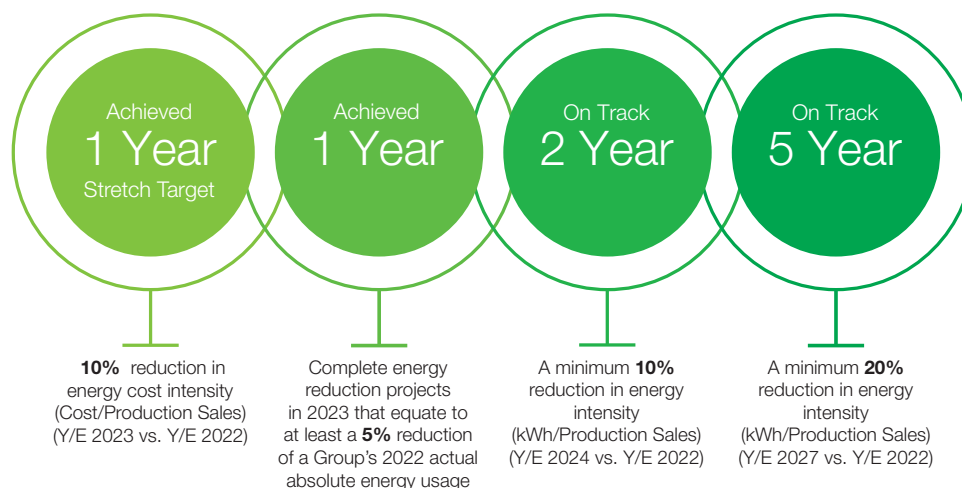 Achieved
1 Year
Stretch Target
Achieved
1 Year
On Track
2 Year
On Track
5 Year
10% reduction in
energy cost intensity
(Cost/Production Sales)
(Y/E 2023 vs. Y/E 2022)
Complete energy
reduction projects
in 2023 that equate to
at least a 5% reduction
of a Group's 2022 actual
absolute energy usage
A minimum 10%
reduction in energy
intensity
(kWh/Production Sales)
(Y/E 2024 vs. Y/E 2022)
A minimum 20%
reduction in energy
intensity
(kWh/Production Sales)
(Y/E 2027 vs. Y/E 2022)